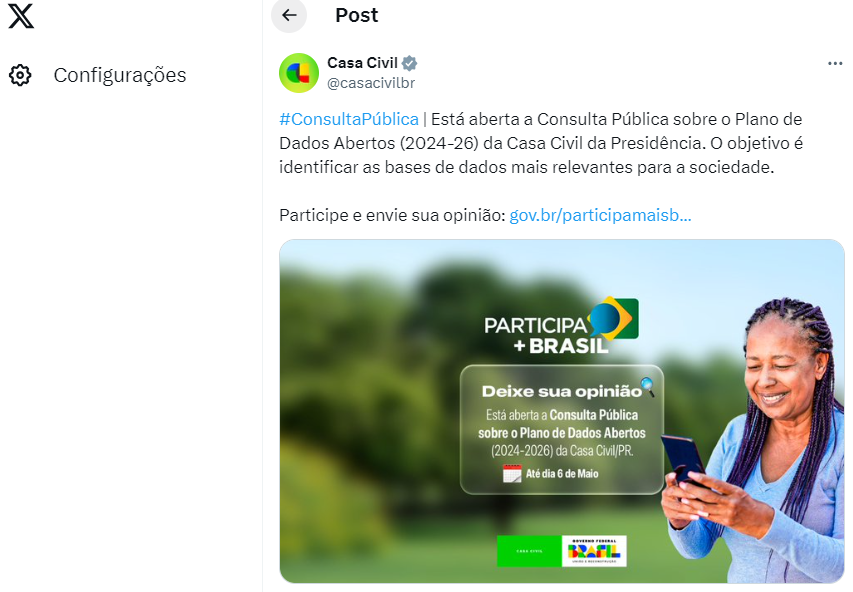 Post
Configurações
Casa Civil
@casacivilbr
#ConsultaPública | Está aberta a Consulta Pública sobre o Plano de
Dados Abertos (2024-26) da Casa Civil da Presidência. O objetivo é
identificar as bases de dados mais relevantes para a sociedade.
Participe e envie sua opinião: gov.br/participamaisb...
PARTICIPA
+ BRASIL
Deixe sua opinião
Está aberta a Consulta Pública
sobre o Plano de Dados Abertos
(2024-2026) da Casa Civil/PR.
Até dia 6 de Maio
CASA CIVIL
GOVERNO FEDERAL
BRASIL
UNIÃO E RECONSTRUÇÃO